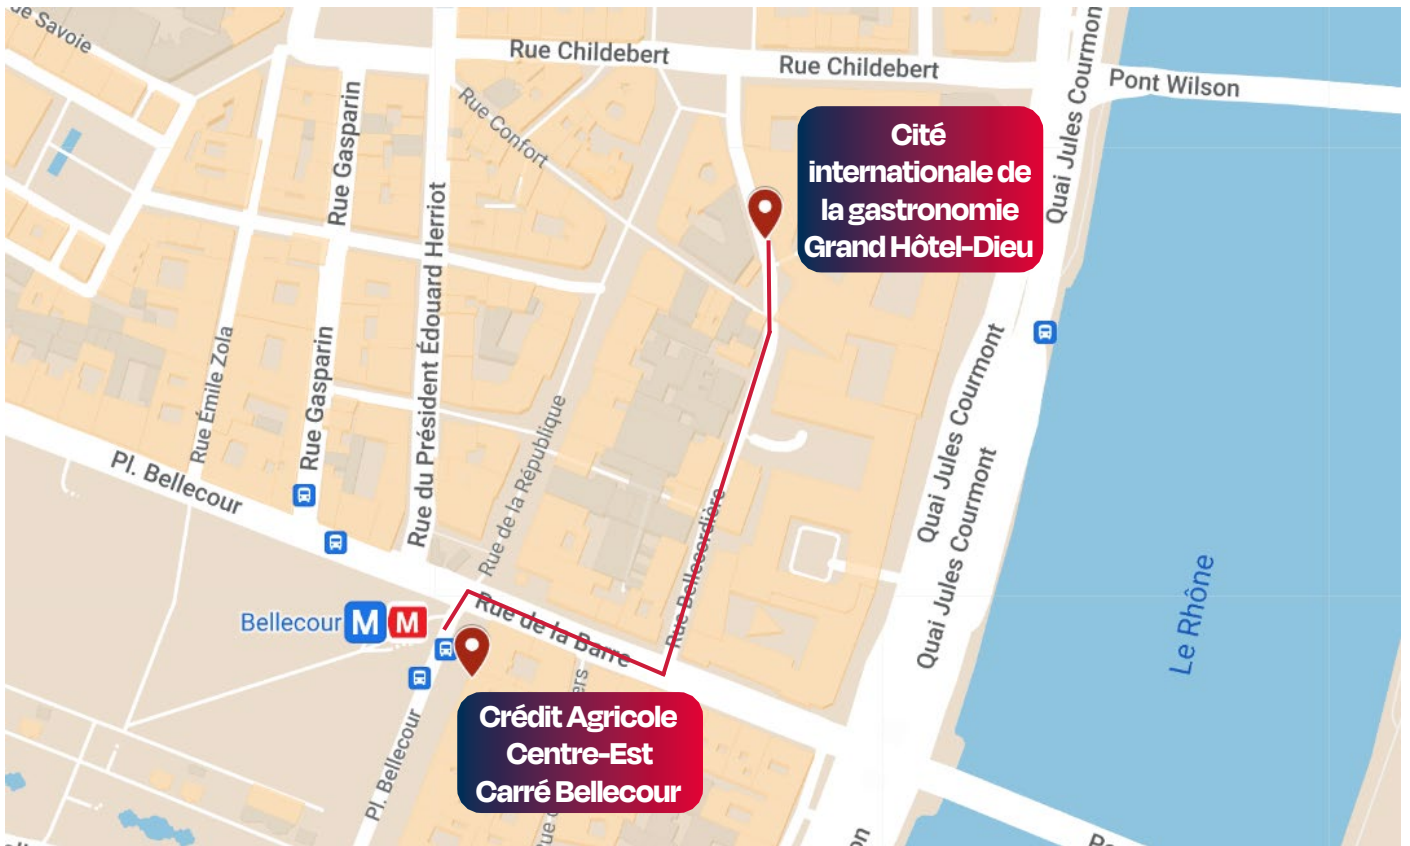 de Savoie
Rue Childebert
Rue Childebert
Pont Wilson
Quai Jules Courmont
Rue Gasparin
Rue Confort
Cité
internationale de
la gastronomie
Grand Hôtel-Dieu
Rue du Président Édouard Herriot
Rue Émile Zola
Rue Gasparin
Rue de la République
Quai Jules Courmont
Quai Jules Courmont
Pl. Bellecour
Rue Bellecordière
Le Rhône
Bellecour M M
Rue de la Barre
Crédit Agricole
Centre-Est
Carré Bellecour
Pl. Bellecour